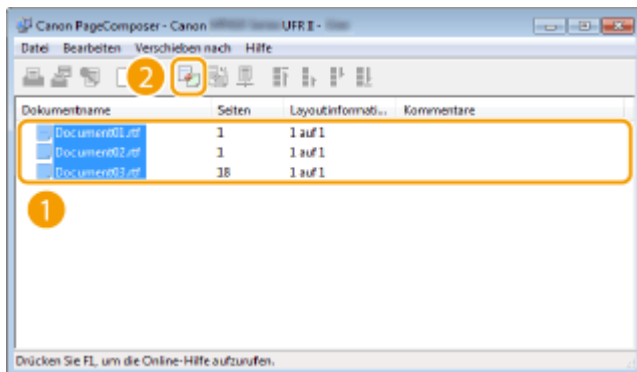 Canon PageComposer - Canon UFR II -
Datei Bearbeiten Verschieben nach Hilfe
2
Dokumentname Seiten Layoutinformati... Kommentare
Document01.rtf 1 1 auf 1
Document02.rtf 1 1 auf 1
Document03.rtf 18 1 auf 1
1
Drücken Sie F1, um die Online-Hilfe aufzurufen.